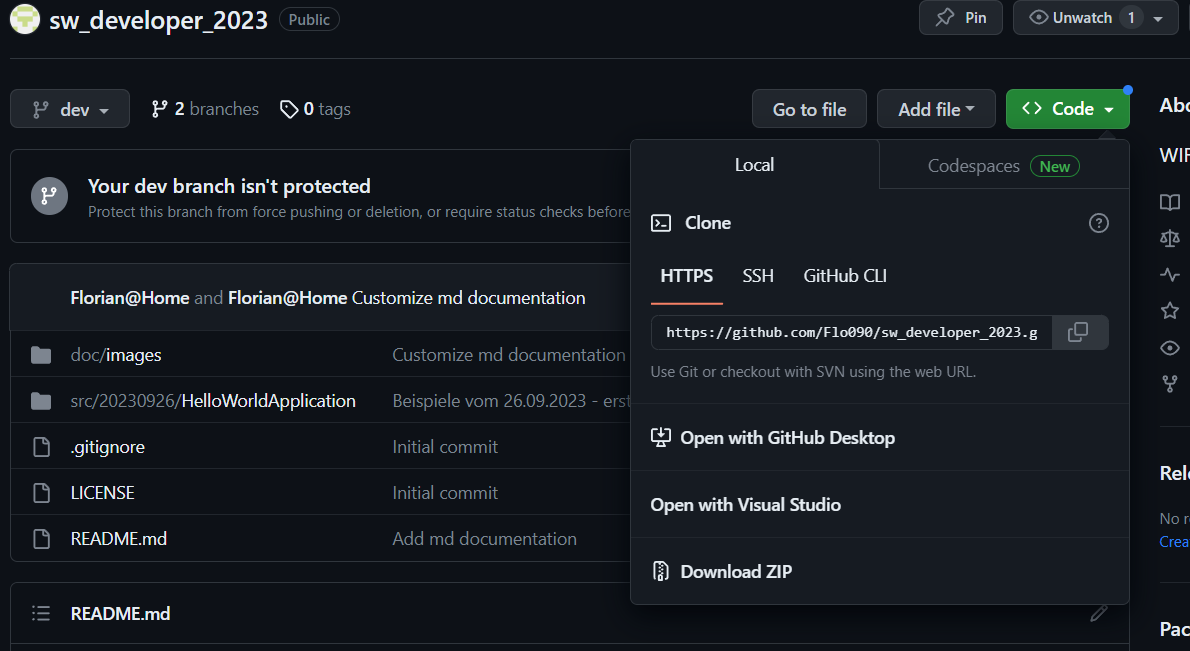 sw_developer_2023 Public
Pin
Unwatch 1
dev
2 branches
0 tags
Go to file
Add file
<> Code
Your dev branch isn't protected
Protect this branch from force pushing or deletion, or require status checks before
Florian@Home and Florian@Home Customize md documentation
doc/images Customize md documentation
src/20230926/HelloWorldApplication Beispiele vom 26.09.2023 - erst
.gitignore Initial commit
LICENSE Initial commit
README.md Add md documentation
README.md
Local
Codespaces New
Clone
HTTPS SSH GitHub CLI
https://github.com/Flo090/sw_developer_2023.g
Use Git or checkout with SVN using the web URL.
Open with GitHub Desktop
Open with Visual Studio
Download ZIP
Abo
WIF
Rel
No r
Crea
Pac